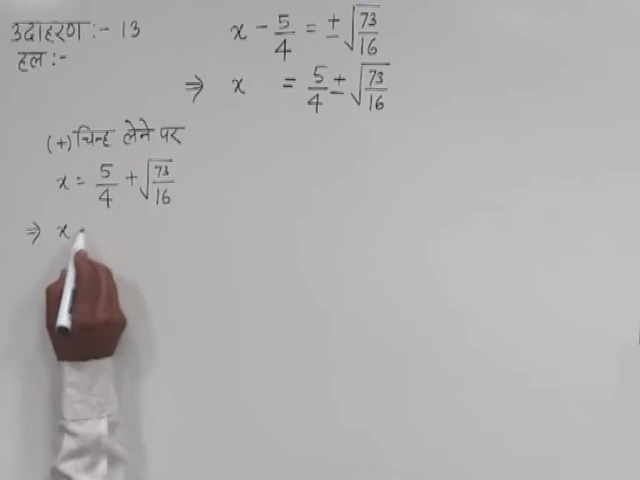 उदाहरण :- 13
हल :-
x - 5/4 = ± √73/16
⇒ x = 5/4 ± √73/16
(+) चिन्ह लेने पर
x = 5/4 + √73/16
⇒ x